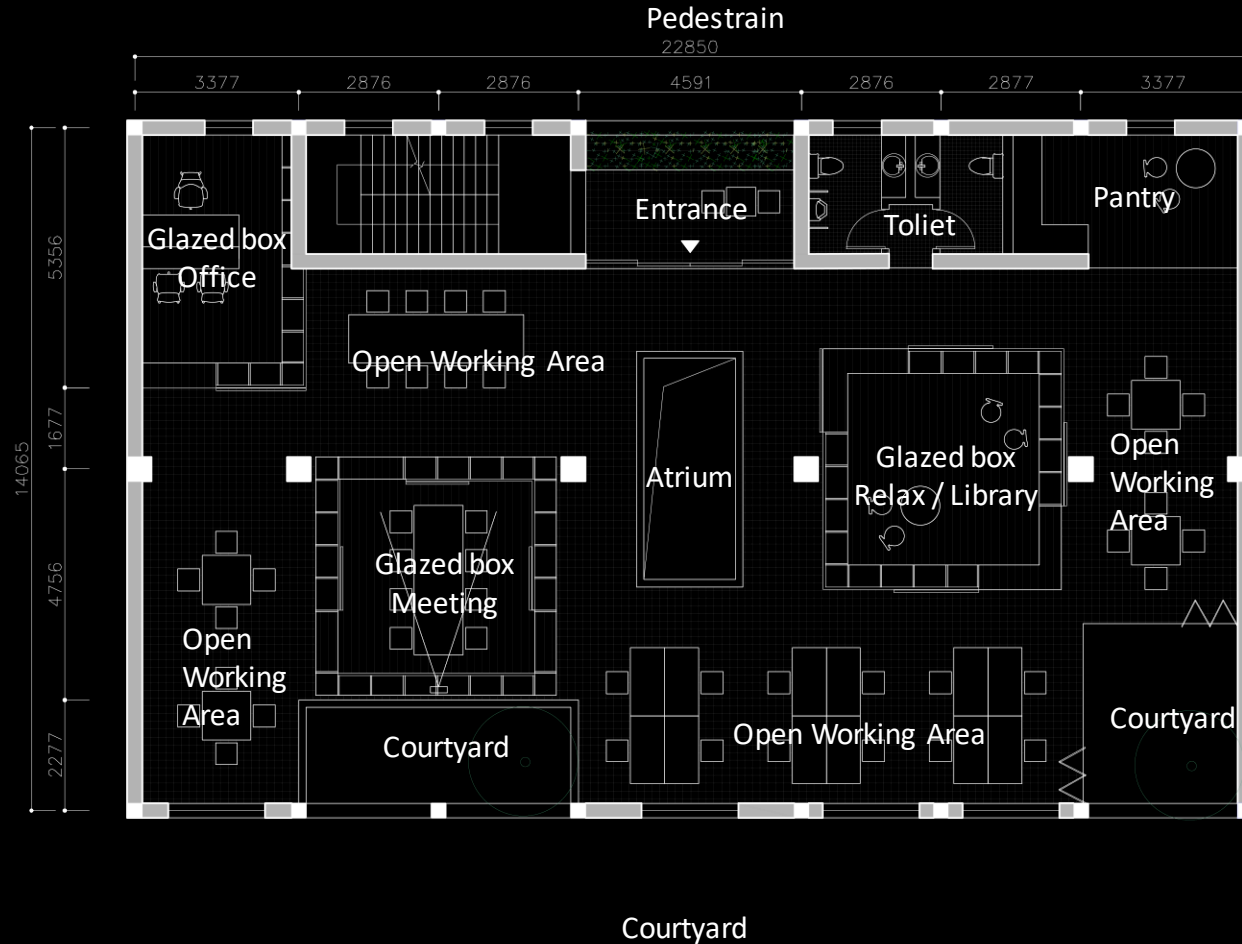 Pedestrain
22850
3377 2876 2876 4591 2876 2877 3377
Entrance
Pantry
Toliet
Glazed box
Office
5356
Open Working Area
1677
14065
Atrium
Glazed box
Relax / Library
Open
Working
Area
4756
Glazed box
Meeting
Open
Working
Area
2777
Courtyard
Open Working Area
Courtyard
Courtyard